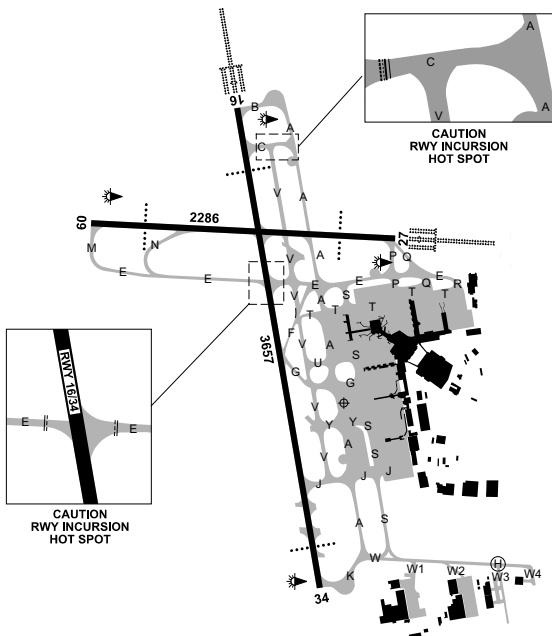 A
C
V
A
CAUTION
RWY INCURSION
HOT SPOT
16
B
A
C
V
A
09
2286
27
M
N
E
E
V
A
P
Q
E
E
P
Q
E
R
V
A
S
T
T
T
T
T
F
V
A
S
U
G
G
3657
V
Y
Y
V
A
S
J
J
J
A
S
W
K
34
W1
W2
H
W3
W4
RWY 16/34
E
E
CAUTION
RWY INCURSION
HOT SPOT